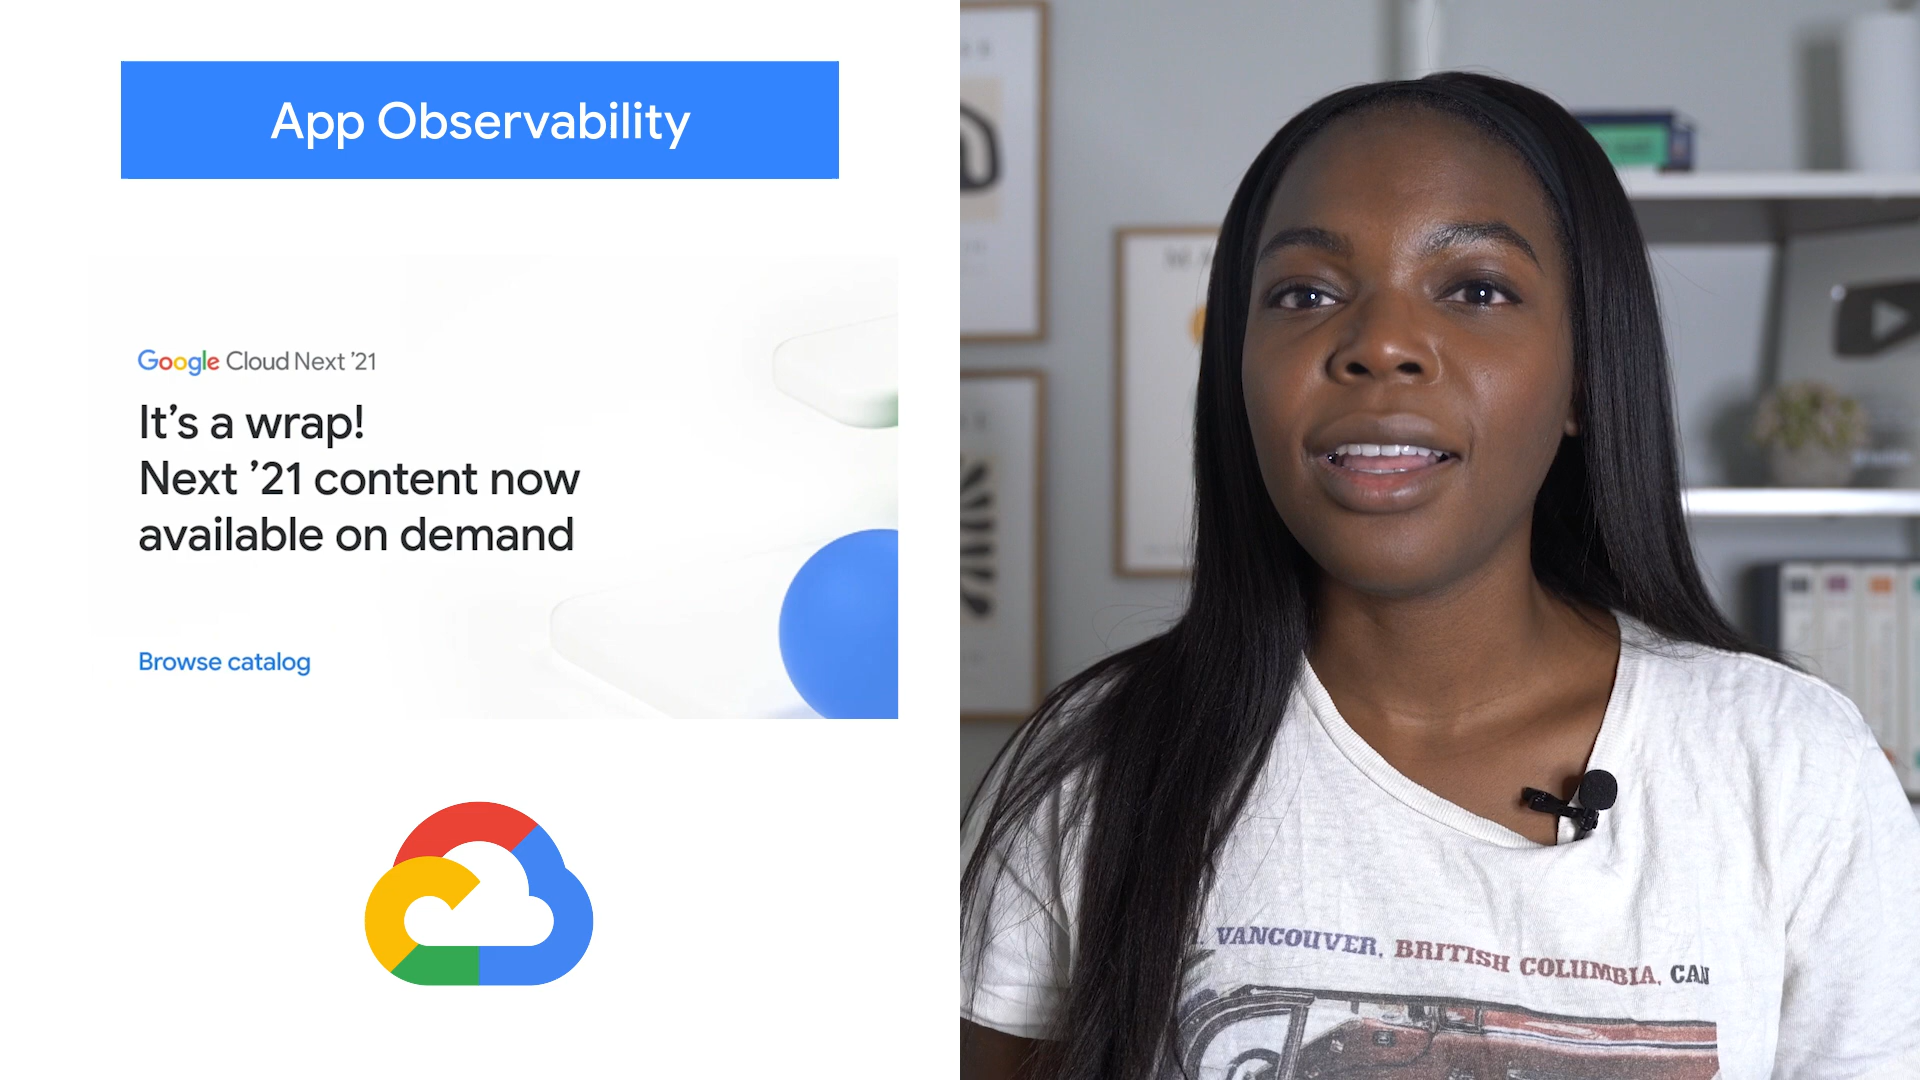 App Observability
Google Cloud Next ’21
It’s a wrap!
Next ’21 content now
available on demand
Browse catalog
VANCOUVER, BRITISH COLUMBIA, CAN